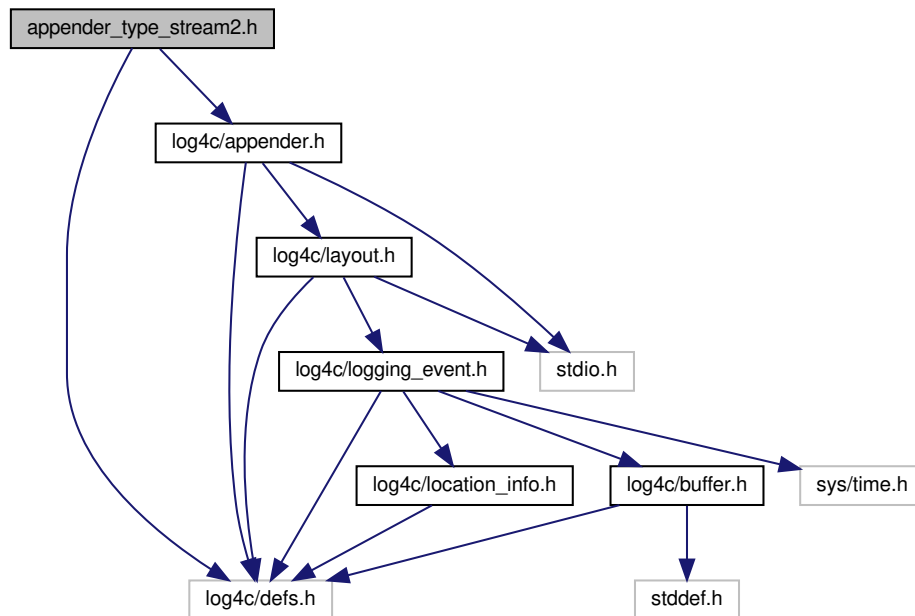 appender_type_stream2.h
log4c/appender.h
log4c/layout.h
log4c/logging_event.h
stdio.h
log4c/location_info.h
log4c/buffer.h
sys/time.h
log4c/defs.h
stddef.h